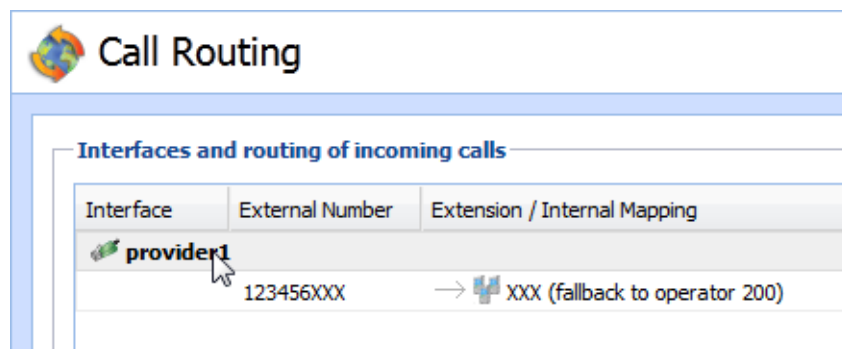 Call Routing
Interfaces and routing of incoming calls
Interface External Number Extension / Internal Mapping
provider1
123456XXX XXX (fallback to operator 200)